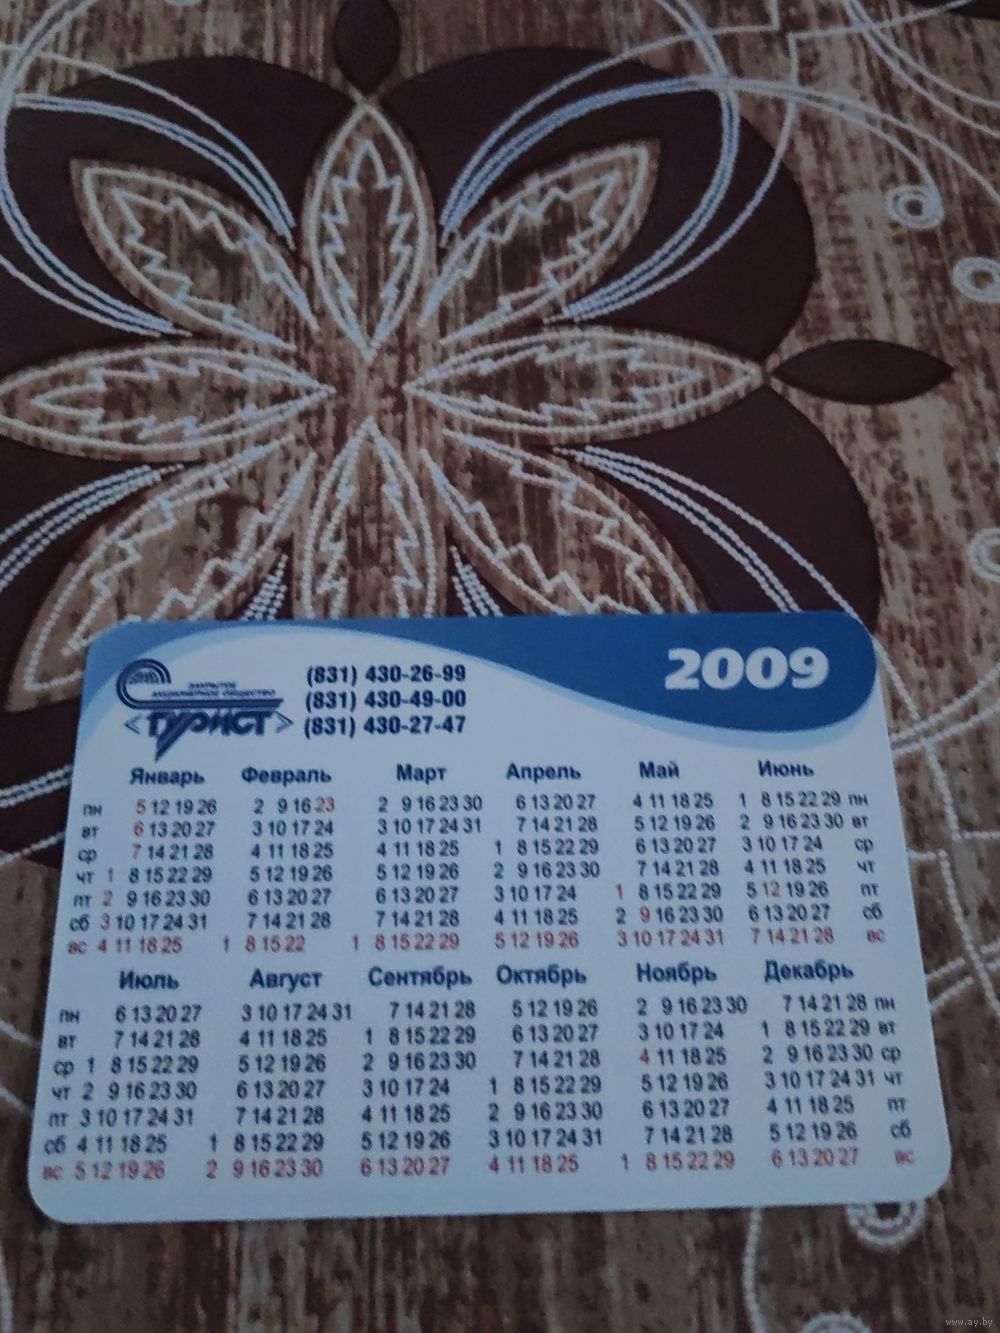 2009
ЗАКРЫТОЕ
АКЦИОНЕРНОЕ ОБЩЕСТВО
ТУРИСТ
(831) 430-26-99
(831) 430-49-00
(831) 430-27-47
Январь Февраль Март Апрель Май Июнь
пн 5 12 19 26 2 9 16 23 2 9 16 23 30 6 13 20 27 4 11 18 25 1 8 15 22 29 пн
вт 6 13 20 27 3 10 17 24 3 10 17 24 31 7 14 21 28 5 12 19 26 2 9 16 23 30 вт
ср 7 14 21 28 4 11 18 25 4 11 18 25 1 8 15 22 29 6 13 20 27 3 10 17 24 ср
чт 1 8 15 22 29 5 12 19 26 5 12 19 26 2 9 16 23 30 7 14 21 28 4 11 18 25 чт
пт 2 9 16 23 30 6 13 20 27 6 13 20 27 3 10 17 24 1 8 15 22 29 5 12 19 26 пт
сб 3 10 17 24 31 7 14 21 28 7 14 21 28 4 11 18 25 2 9 16 23 30 6 13 20 27 сб
вс 4 11 18 25 1 8 15 22 1 8 15 22 29 5 12 19 26 3 10 17 24 31 7 14 21 28 вс
Июль Август Сентябрь Октябрь Ноябрь Декабрь
пн 6 13 20 27 3 10 17 24 31 7 14 21 28 5 12 19 26 2 9 16 23 30 7 14 21 28 пн
вт 7 14 21 28 4 11 18 25 1 8 15 22 29 6 13 20 27 3 10 17 24 1 8 15 22 29 вт
ср 1 8 15 22 29 5 12 19 26 2 9 16 23 30 7 14 21 28 4 11 18 25 2 9 16 23 30 ср
чт 2 9 16 23 30 6 13 20 27 3 10 17 24 1 8 15 22 29 5 12 19 26 3 10 17 24 31 чт
пт 3 10 17 24 31 7 14 21 28 4 11 18 25 2 9 16 23 30 6 13 20 27 4 11 18 25 пт
сб 4 11 18 25 1 8 15 22 29 5 12 19 26 3 10 17 24 31 7 14 21 28 5 12 19 26 сб
вс 5 12 19 26 2 9 16 23 30 6 13 20 27 4 11 18 25 1 8 15 22 29 6 13 20 27 вс
www.ay.by